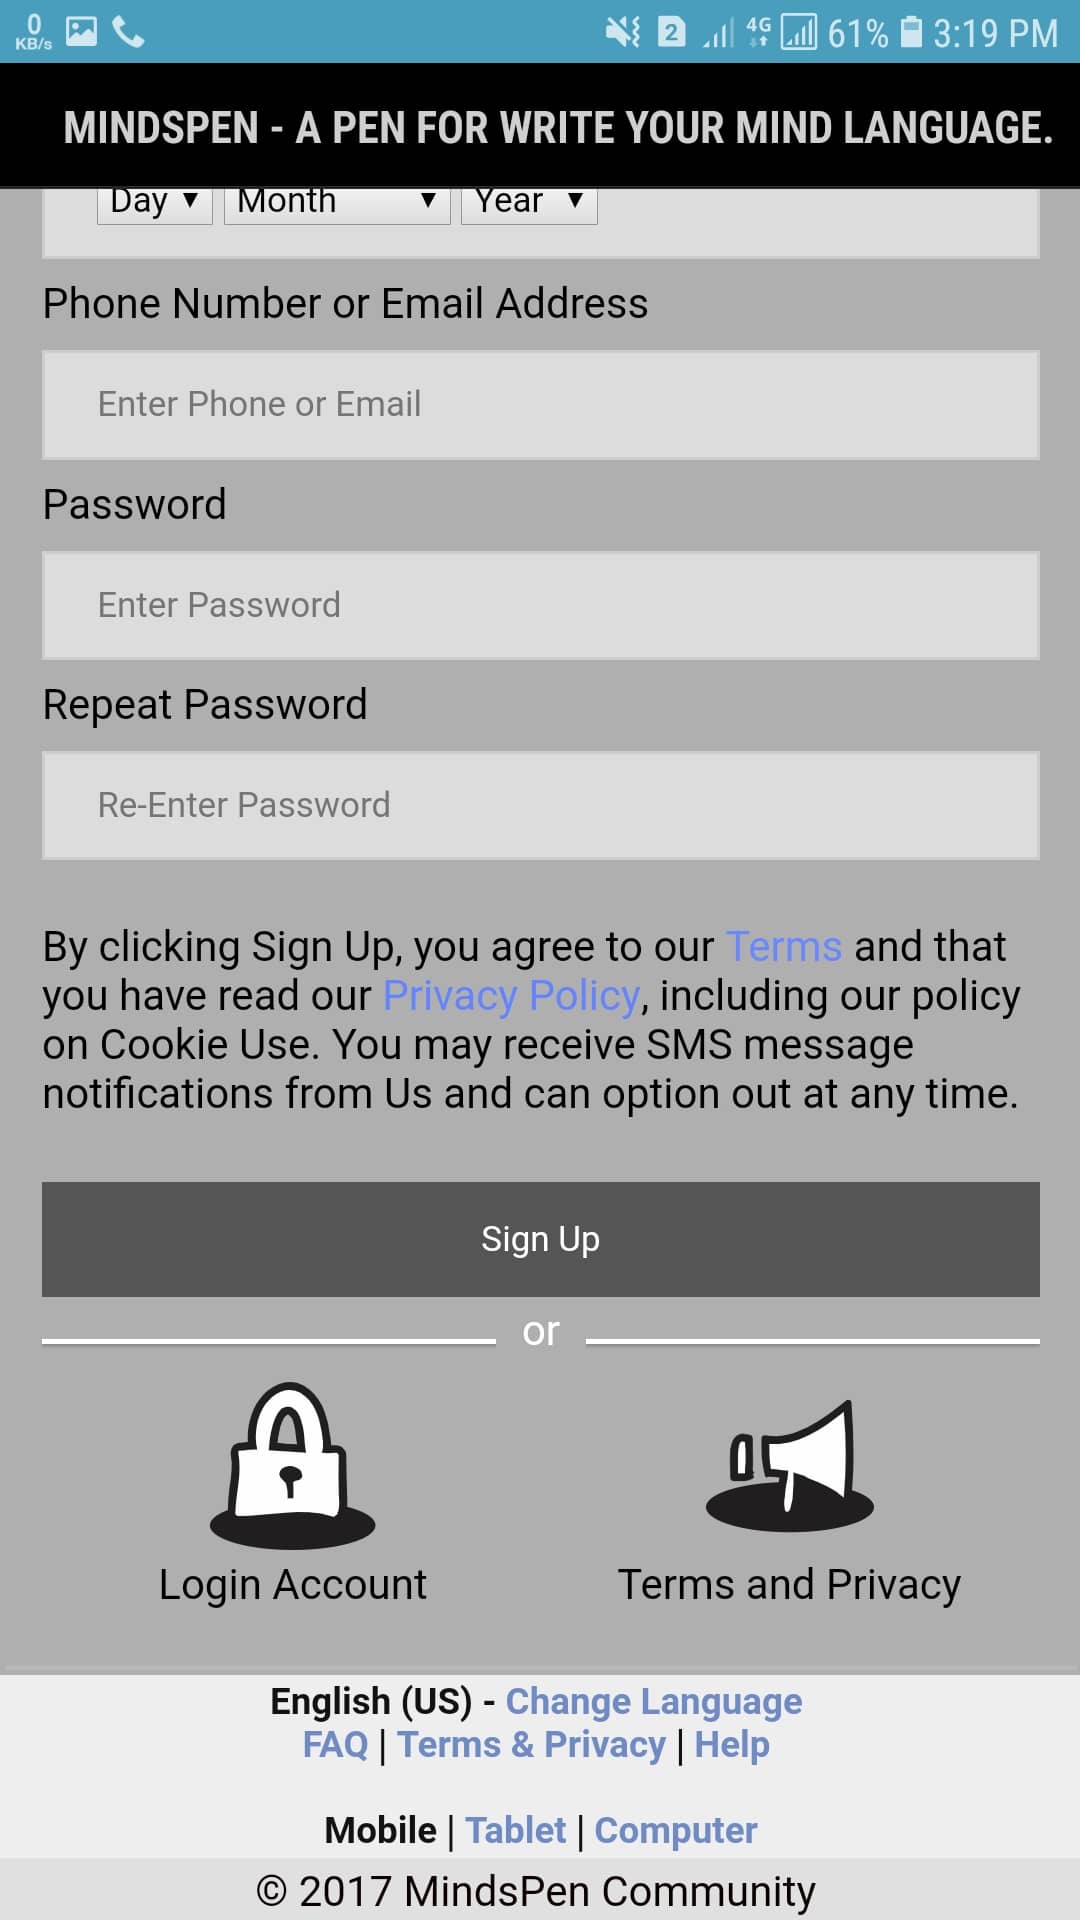 0
KB/s
2
4G
61%
3:19 PM
MINDSPEN - A PEN FOR WRITE YOUR MIND LANGUAGE.
Day ▼ Month ▼ Year ▼
Phone Number or Email Address
Enter Phone or Email
Password
Enter Password
Repeat Password
Re-Enter Password
By clicking Sign Up, you agree to our Terms and that
you have read our Privacy Policy, including our policy
on Cookie Use. You may receive SMS message
notifications from Us and can option out at any time.
Sign Up
or
Login Account
Terms and Privacy
English (US) - Change Language
FAQ | Terms & Privacy | Help
Mobile | Tablet | Computer
© 2017 MindsPen Community